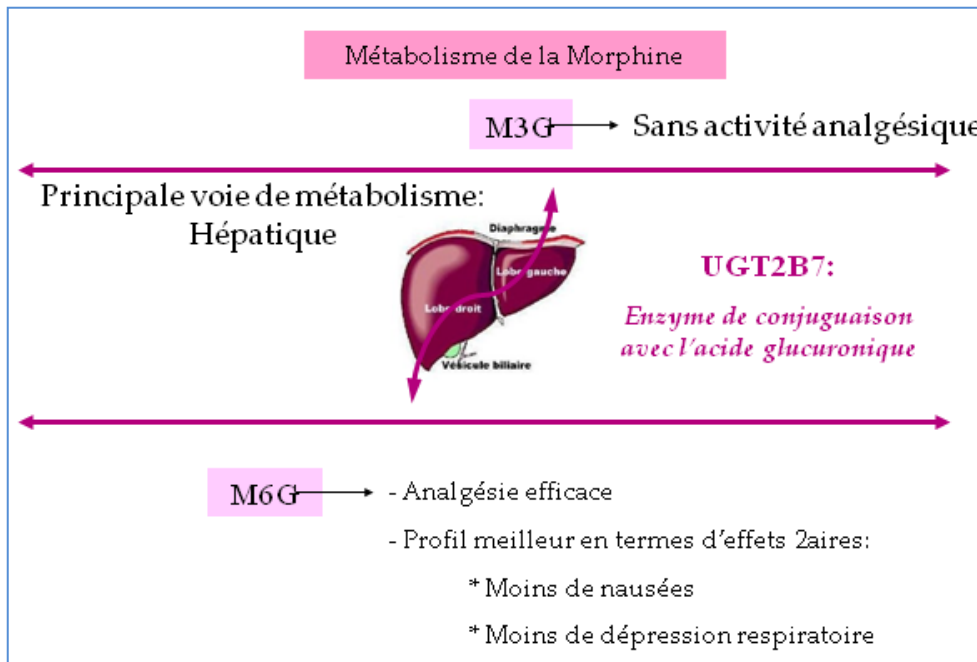 Métabolisme de la Morphine
M3G
Sans activité analgésique
Principale voie de métabolisme:
Hépatique
Diaphragme
Lobe gauche
Lobe droit
Vésicule biliaire
UGT2B7:
Enzyme de conjuguaison
avec l'acide glucuronique
M6G
- Analgésie efficace
- Profil meilleur en termes d'effets 2aires:
* Moins de nausées
* Moins de dépression respiratoire